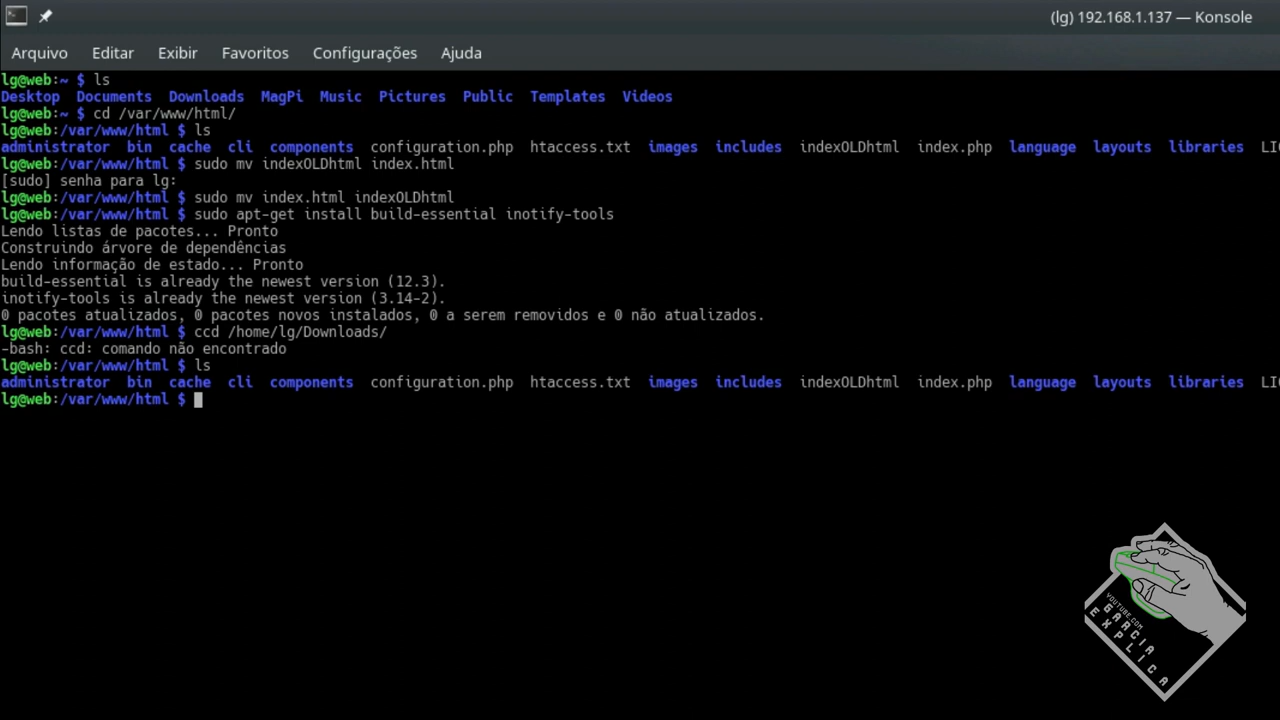 (lg) 192.168.1.137 — Konsole
Arquivo Editar Exibir Favoritos Configurações Ajuda
lg@web:~ $ ls
Desktop Documents Downloads MagPi Music Pictures Public Templates Videos
lg@web:~ $ cd /var/www/html/
lg@web:/var/www/html $ ls
administrator bin cache cli components configuration.php htaccess.txt images includes indexOLDhtml index.php language layouts libraries LI
lg@web:/var/www/html $ sudo mv indexOLDhtml index.html
[sudo] senha para lg:
lg@web:/var/www/html $ sudo mv index.html indexOLDhtml
lg@web:/var/www/html $ sudo apt-get install build-essential inotify-tools
Lendo listas de pacotes... Pronto
Construindo árvore de dependências
Lendo informação de estado... Pronto
build-essential is already the newest version (12.3).
inotify-tools is already the newest version (3.14-2).
0 pacotes atualizados, 0 pacotes novos instalados, 0 a serem removidos e 0 não atualizados.
lg@web:/var/www/html $ ccd /home/lg/Downloads/
-bash: ccd: comando não encontrado
lg@web:/var/www/html $ ls
administrator bin cache cli components configuration.php htaccess.txt images includes indexOLDhtml index.php language layouts libraries LI
lg@web:/var/www/html $
YOUTUBE.COM
GARCIA
EXPLICA